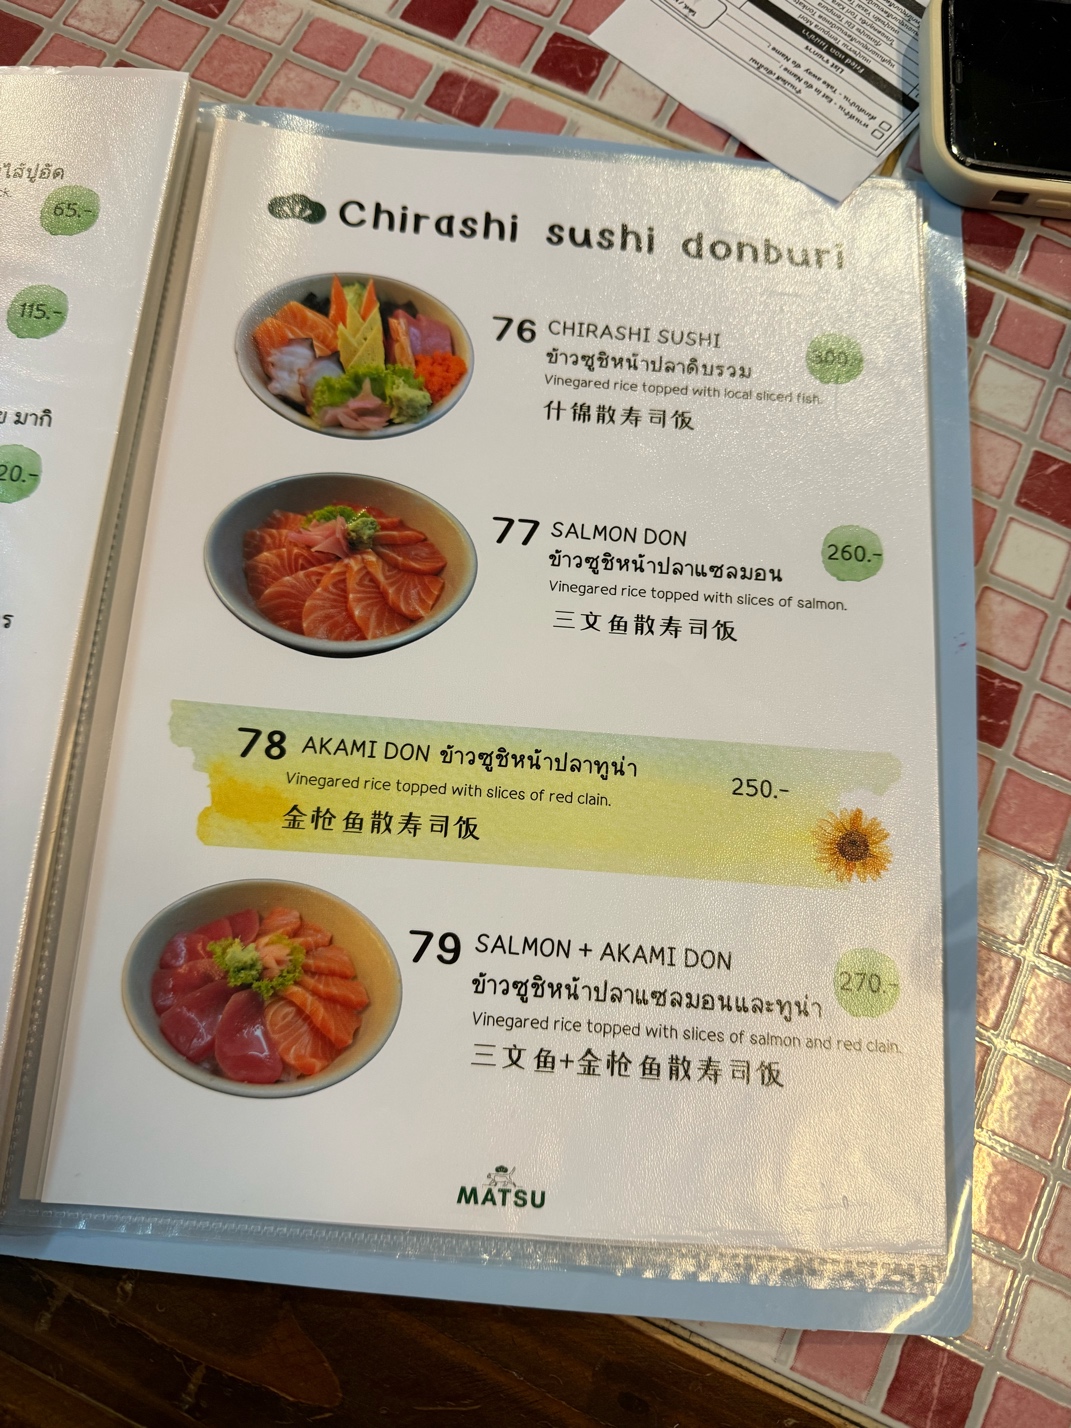 ไส้ปูอัด
65.-
115.-
มากิ
20.-
Chirashi sushi donburi
76 CHIRASHI SUSHI
300.-
ข้าวซูชิหน้าปลาดิบรวม
Vinegared rice topped with local sliced fish.
什锦散寿司饭
77 SALMON DON
260.-
ข้าวซูชิหน้าปลาแซลมอน
Vinegared rice topped with slices of salmon.
三文鱼散寿司饭
78 AKAMI DON ข้าวซูชิหน้าปลาทูน่า
250.-
Vinegared rice topped with slices of red clain.
金枪鱼散寿司饭
79 SALMON + AKAMI DON
270.-
ข้าวซูชิหน้าปลาแซลมอนและทูน่า
Vinegared rice topped with slices of salmon and red clain.
三文鱼+金枪鱼散寿司饭
MATSU